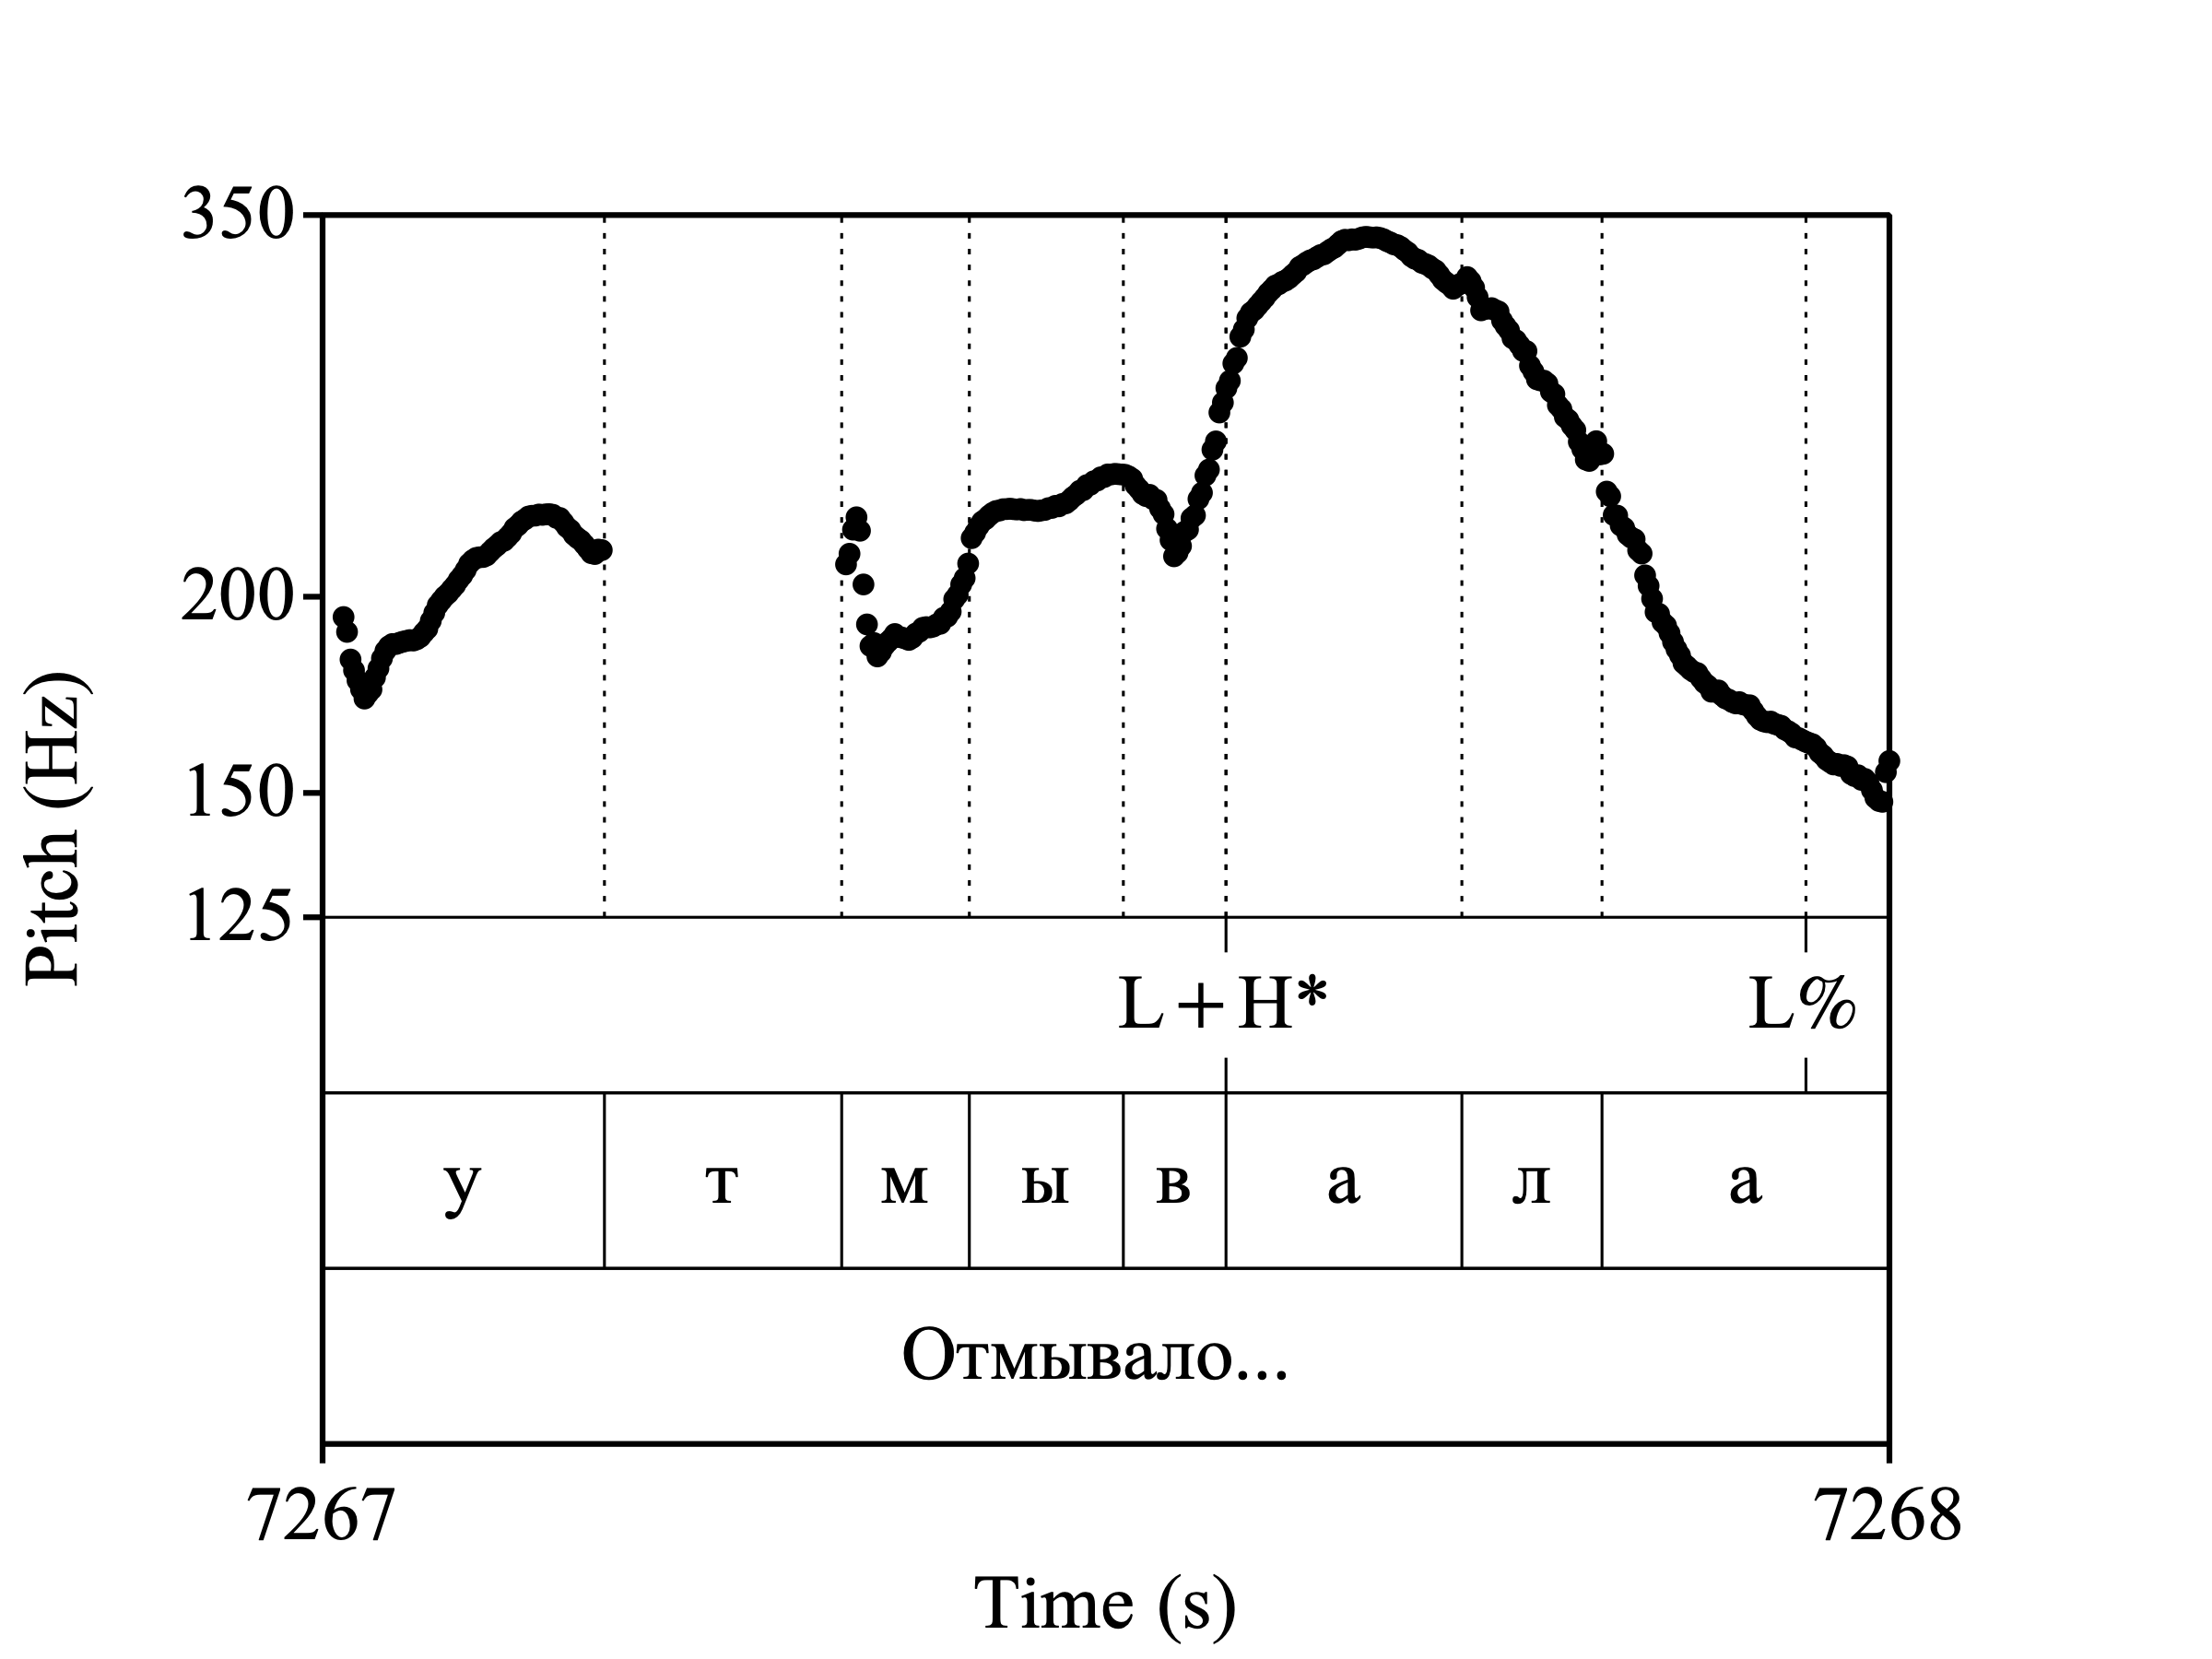 350
200
150
125
Pitch (Hz)
L + H* L%
у т м ы в а л а
Отмывало...
7267 7268
Time (s)